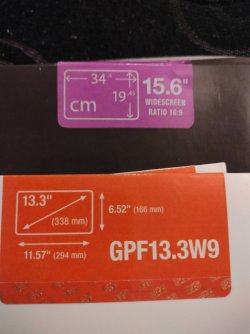 34.4
15.6"
cm
19.45
WIDESCREEN
RATIO 16:9
13.3"
(338 mm)
6.52" (166 mm)
11.57" (294 mm)
GPF13.3W9